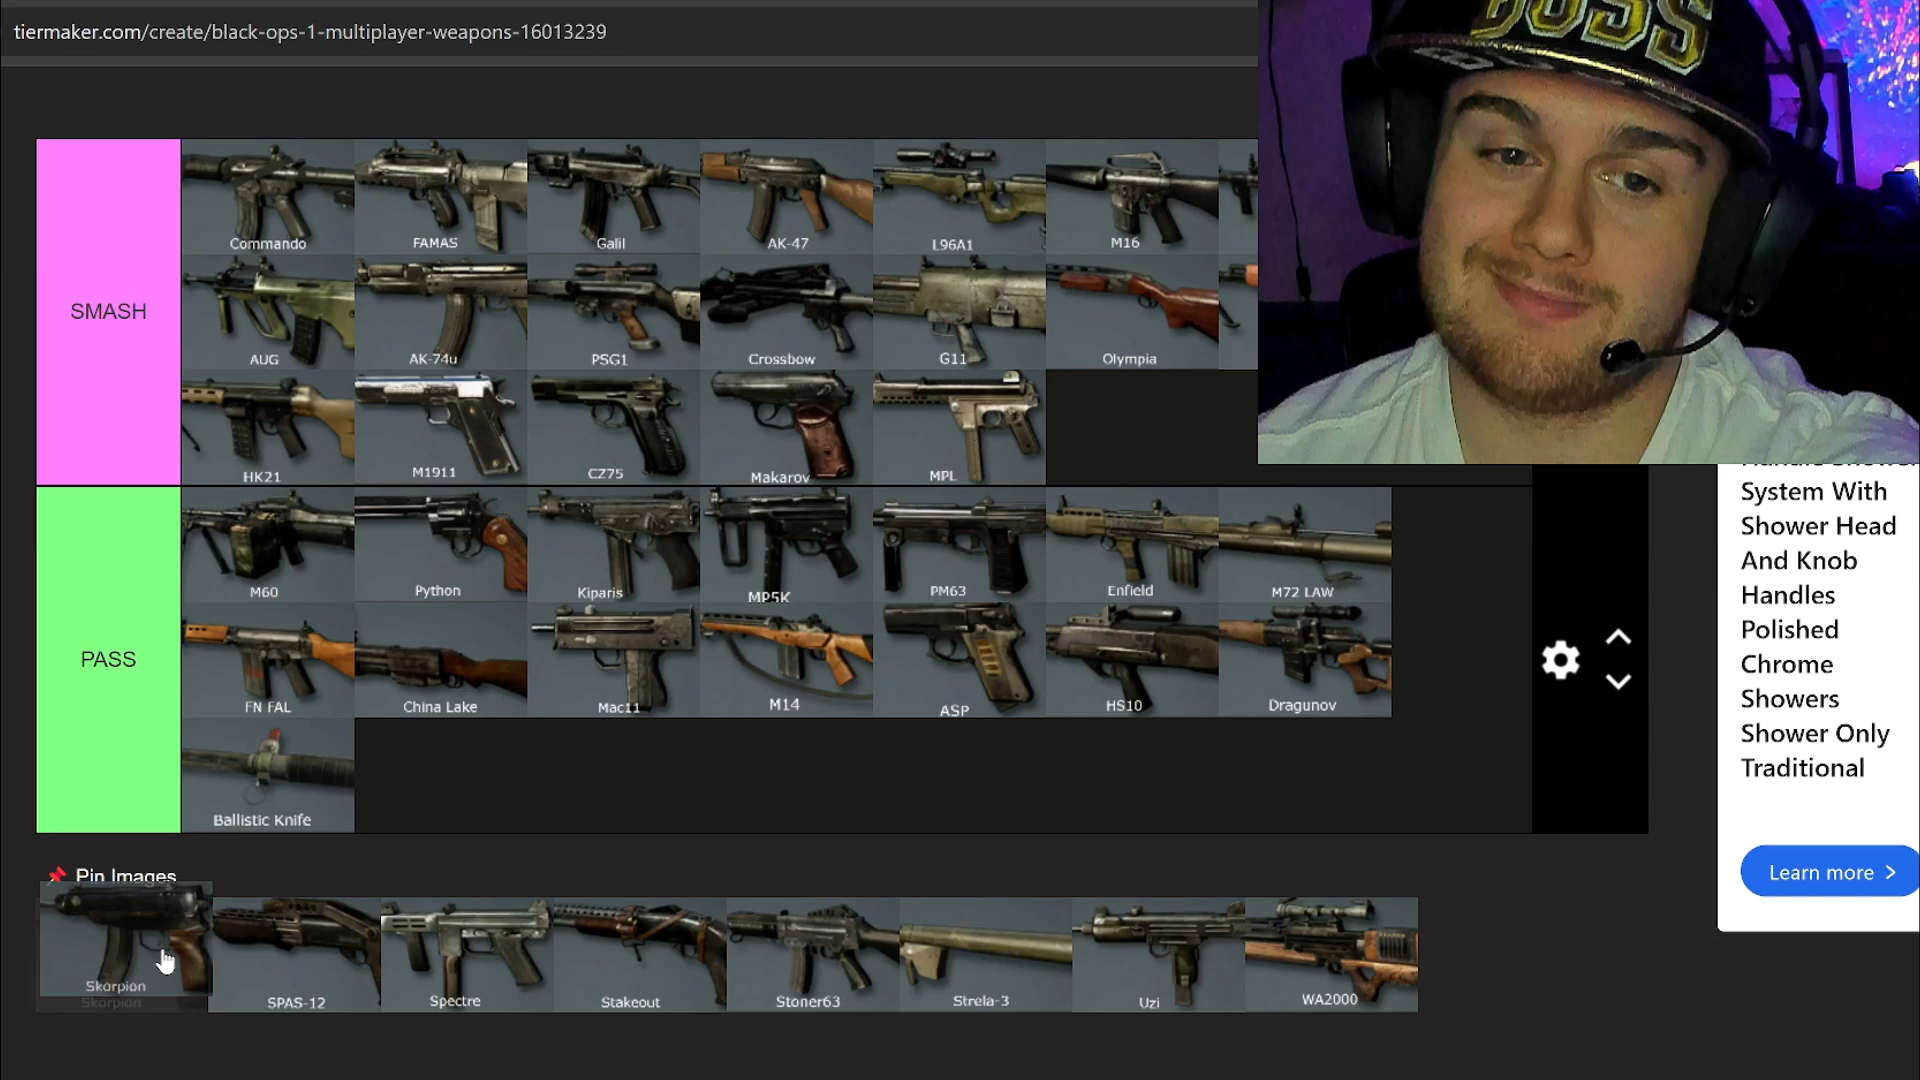 tiermaker.com/create/black-ops-1-multiplayer-weapons-16013239
BOSS
SMASH
Commando FAMAS Galil AK-47 L96A1 M16
AUG AK-74u PSG1 Crossbow G11 Olympia
HK21 M1911 CZ75 Makarov MPL
PASS
M60 Python Kiparis MP5K PM63 Enfield M72 LAW
FN FAL China Lake Mac11 M14 ASP HS10 Dragunov
Ballistic Knife
System With
Shower Head
And Knob
Handles
Polished
Chrome
Showers
Shower Only
Traditional
Learn more
Pin Images
Skorpion SPAS-12 Spectre Stakeout Stoner63 Strela-3 Uzi WA2000
Skorpion